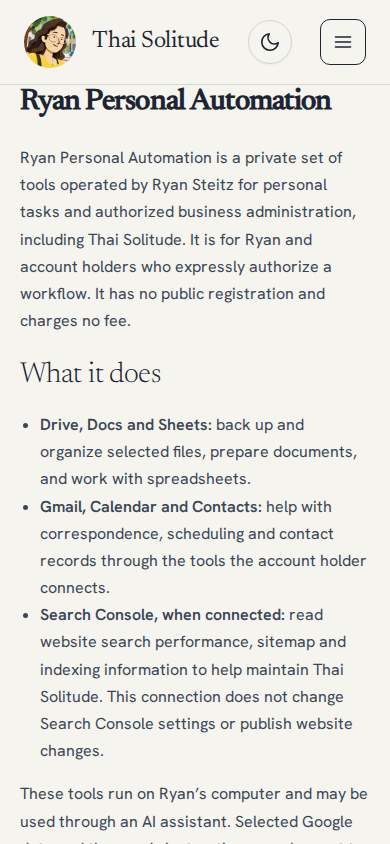 Thai Solitude
Ryan Personal Automation
Ryan Personal Automation is a private set of
tools operated by Ryan Steitz for personal
tasks and authorized business administration,
including Thai Solitude. It is for Ryan and
account holders who expressly authorize a
workflow. It has no public registration and
charges no fee.
What it does
• Drive, Docs and Sheets: back up and
organize selected files, prepare documents,
and work with spreadsheets.
• Gmail, Calendar and Contacts: help with
correspondence, scheduling and contact
records through the tools the account holder
connects.
• Search Console, when connected: read
website search performance, sitemap and
indexing information to help maintain Thai
Solitude. This connection does not change
Search Console settings or publish website
changes.
These tools run on Ryan’s computer and may be
used through an AI assistant. Selected Google